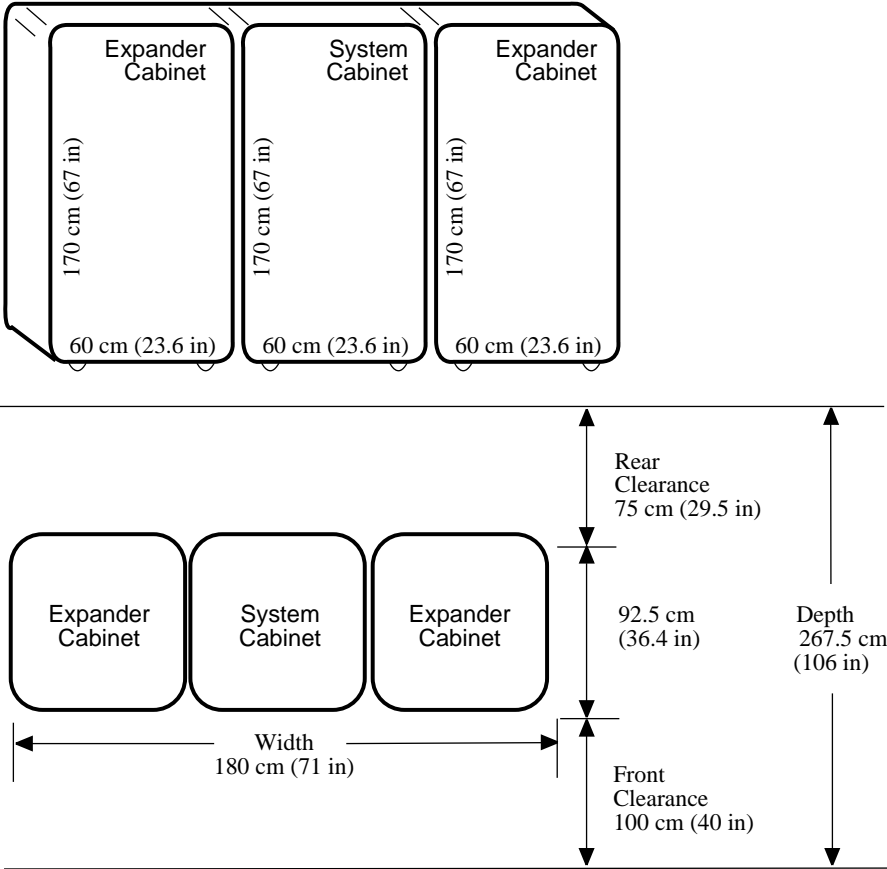 Expander
Cabinet
System
Cabinet
Expander
Cabinet
170 cm (67 in)
170 cm (67 in)
170 cm (67 in)
60 cm (23.6 in)
60 cm (23.6 in)
60 cm (23.6 in)
Rear
Clearance
75 cm (29.5 in)
Expander
Cabinet
System
Cabinet
Expander
Cabinet
92.5 cm
(36.4 in)
Depth
267.5 cm
(106 in)
Width
180 cm (71 in)
Front
Clearance
100 cm (40 in)